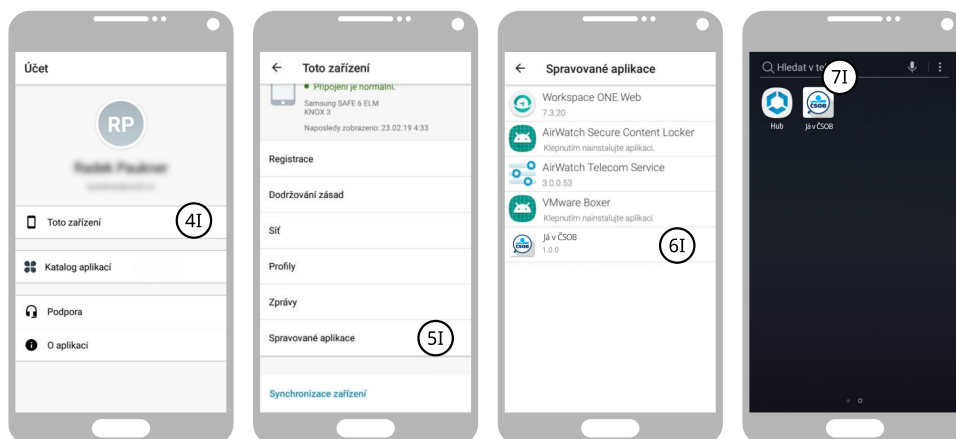 Účet
RP
Toto zařízení
4I
Katalog aplikací
Podpora
O aplikaci
Toto zařízení
Připojení je normální.
Samsung SAFE 6 ELM
KNOX 3
Naposledy zobrazeno: 23.02.19 4:33
Registrace
Dodržování zásad
Síť
Profily
Zprávy
Spravované aplikace
5I
Synchronizace zařízení
Spravované aplikace
Workspace ONE Web
7.3.20
AirWatch Secure Content Locker
Klepnutím nainstalujte aplikaci.
AirWatch Telecom Service
3.0.0.53
VMware Boxer
Klepnutím nainstalujte aplikaci.
ČSOB
Já v ČSOB
1.0.0
6I
Hledat v te
7I
ČSOB
Hub
Já v ČSOB